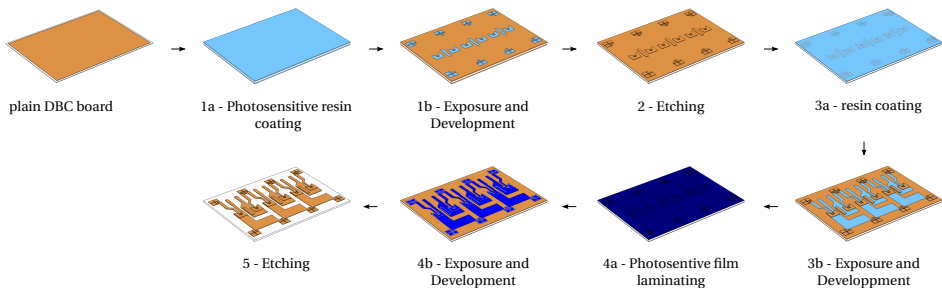 plain DBC board
1a - Photosensitive resin
coating
1b - Exposure and
Development
2 - Etching
3a - resin coating
5 - Etching
4b - Exposure and
Development
4a - Photosentive film
laminating
3b - Exposure and
Developpment